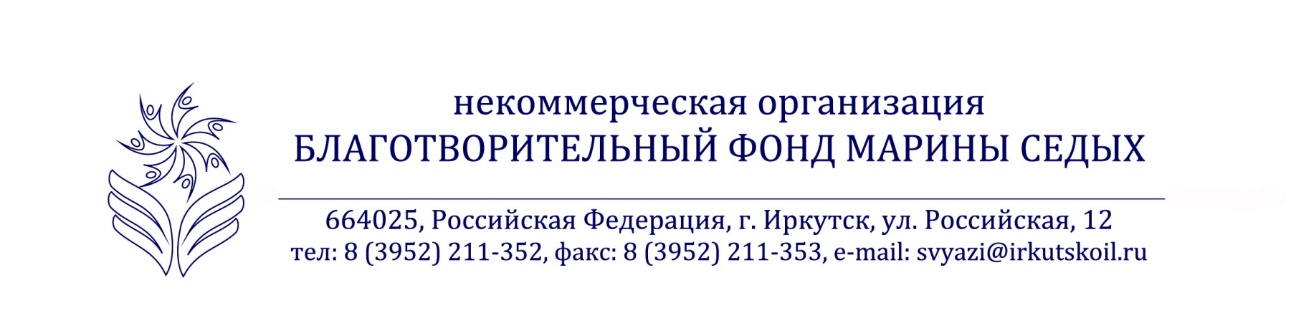 некоммерческая организация
БЛАГОТВОРИТЕЛЬНЫЙ ФОНД МАРИНЫ СЕДЫХ
664025, Российская Федерация, г. Иркутск, ул. Российская, 12
тел: 8 (3952) 211-352, факс: 8 (3952) 211-353, e-mail: svyazi@irkutskoil.ru